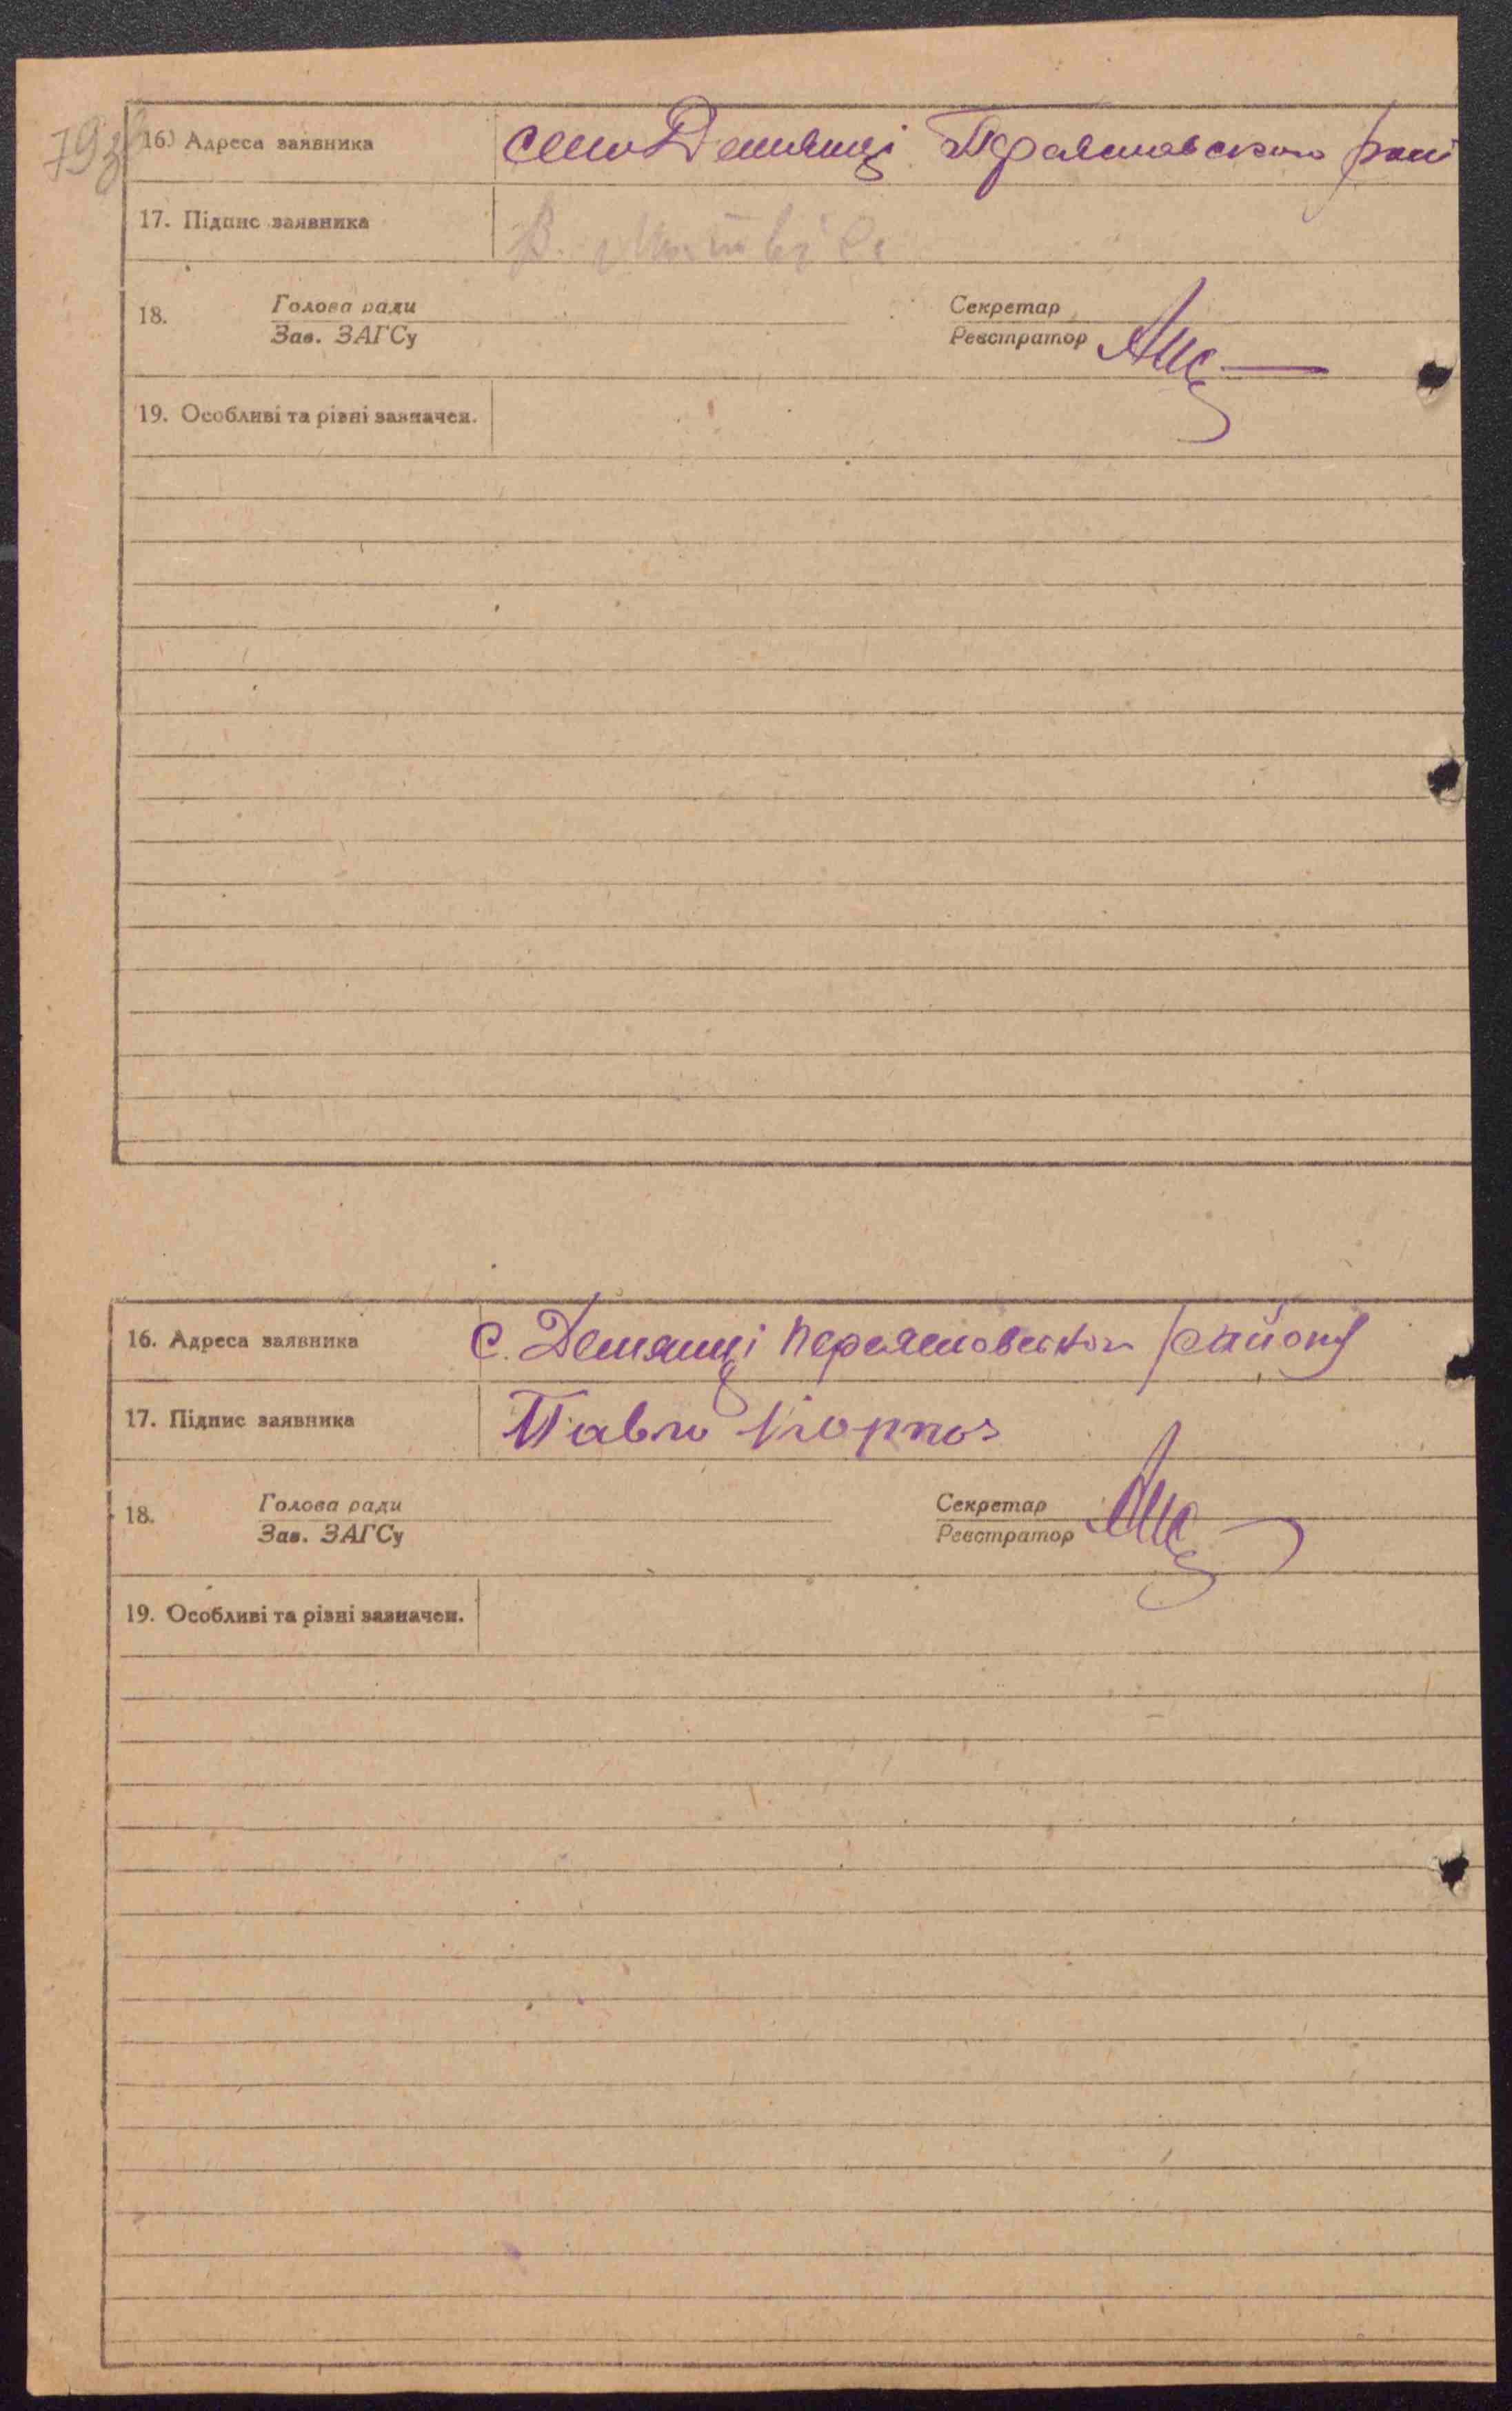 79зв
16) Адреса заявника село Демянці Переяславського рай
17. Підпис заявника В. Матвіе
18. Голова ради Секретар
Зав. ЗАГСу Реєстратор
19. Особливі та різні зазначен.
16. Адреса заявника с. Демянці Переяславського району
17. Підпис заявника Павло
18. Голова ради Секретар
Зав. ЗАГСу Реєстратор
19. Особливі та різні зазначен.